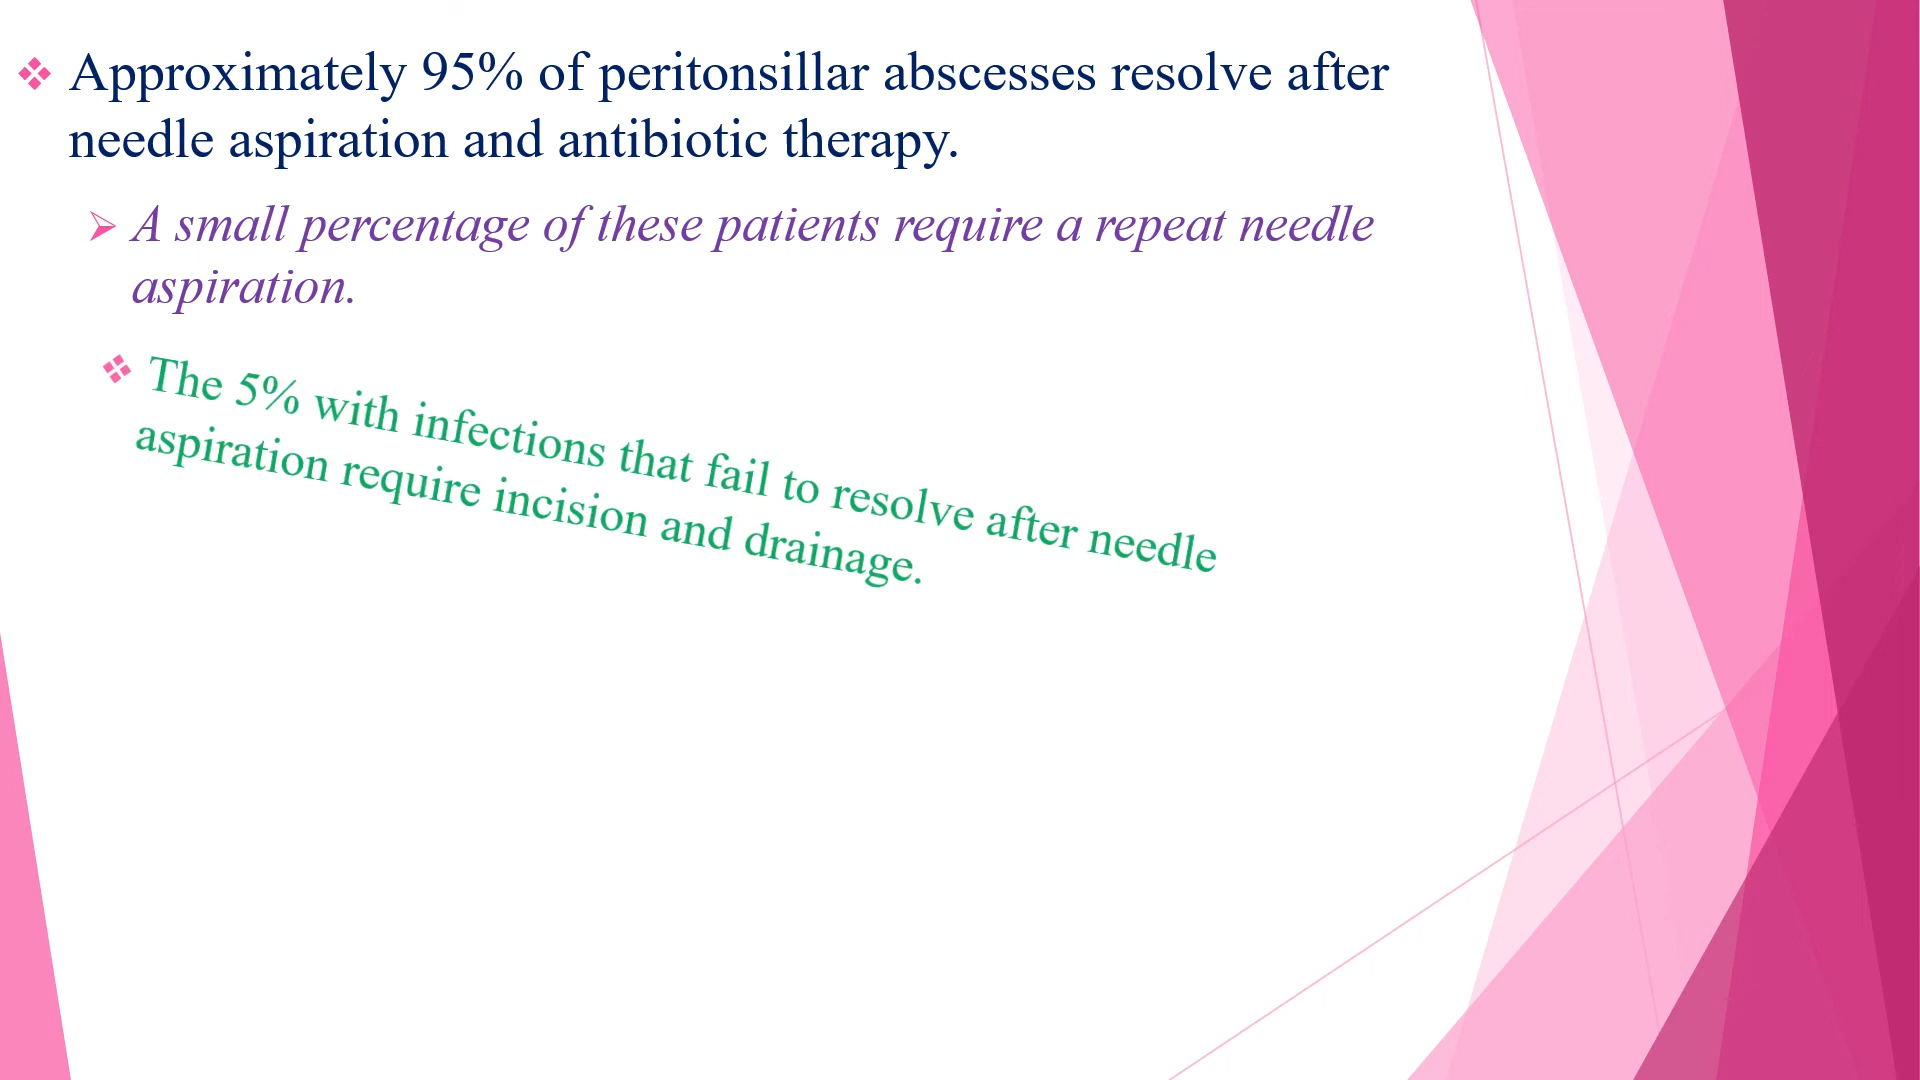 Approximately 95% of peritonsillar abscesses resolve after
needle aspiration and antibiotic therapy.
A small percentage of these patients require a repeat needle
aspiration.
The 5% with infections that fail to resolve after needle
aspiration require incision and drainage.